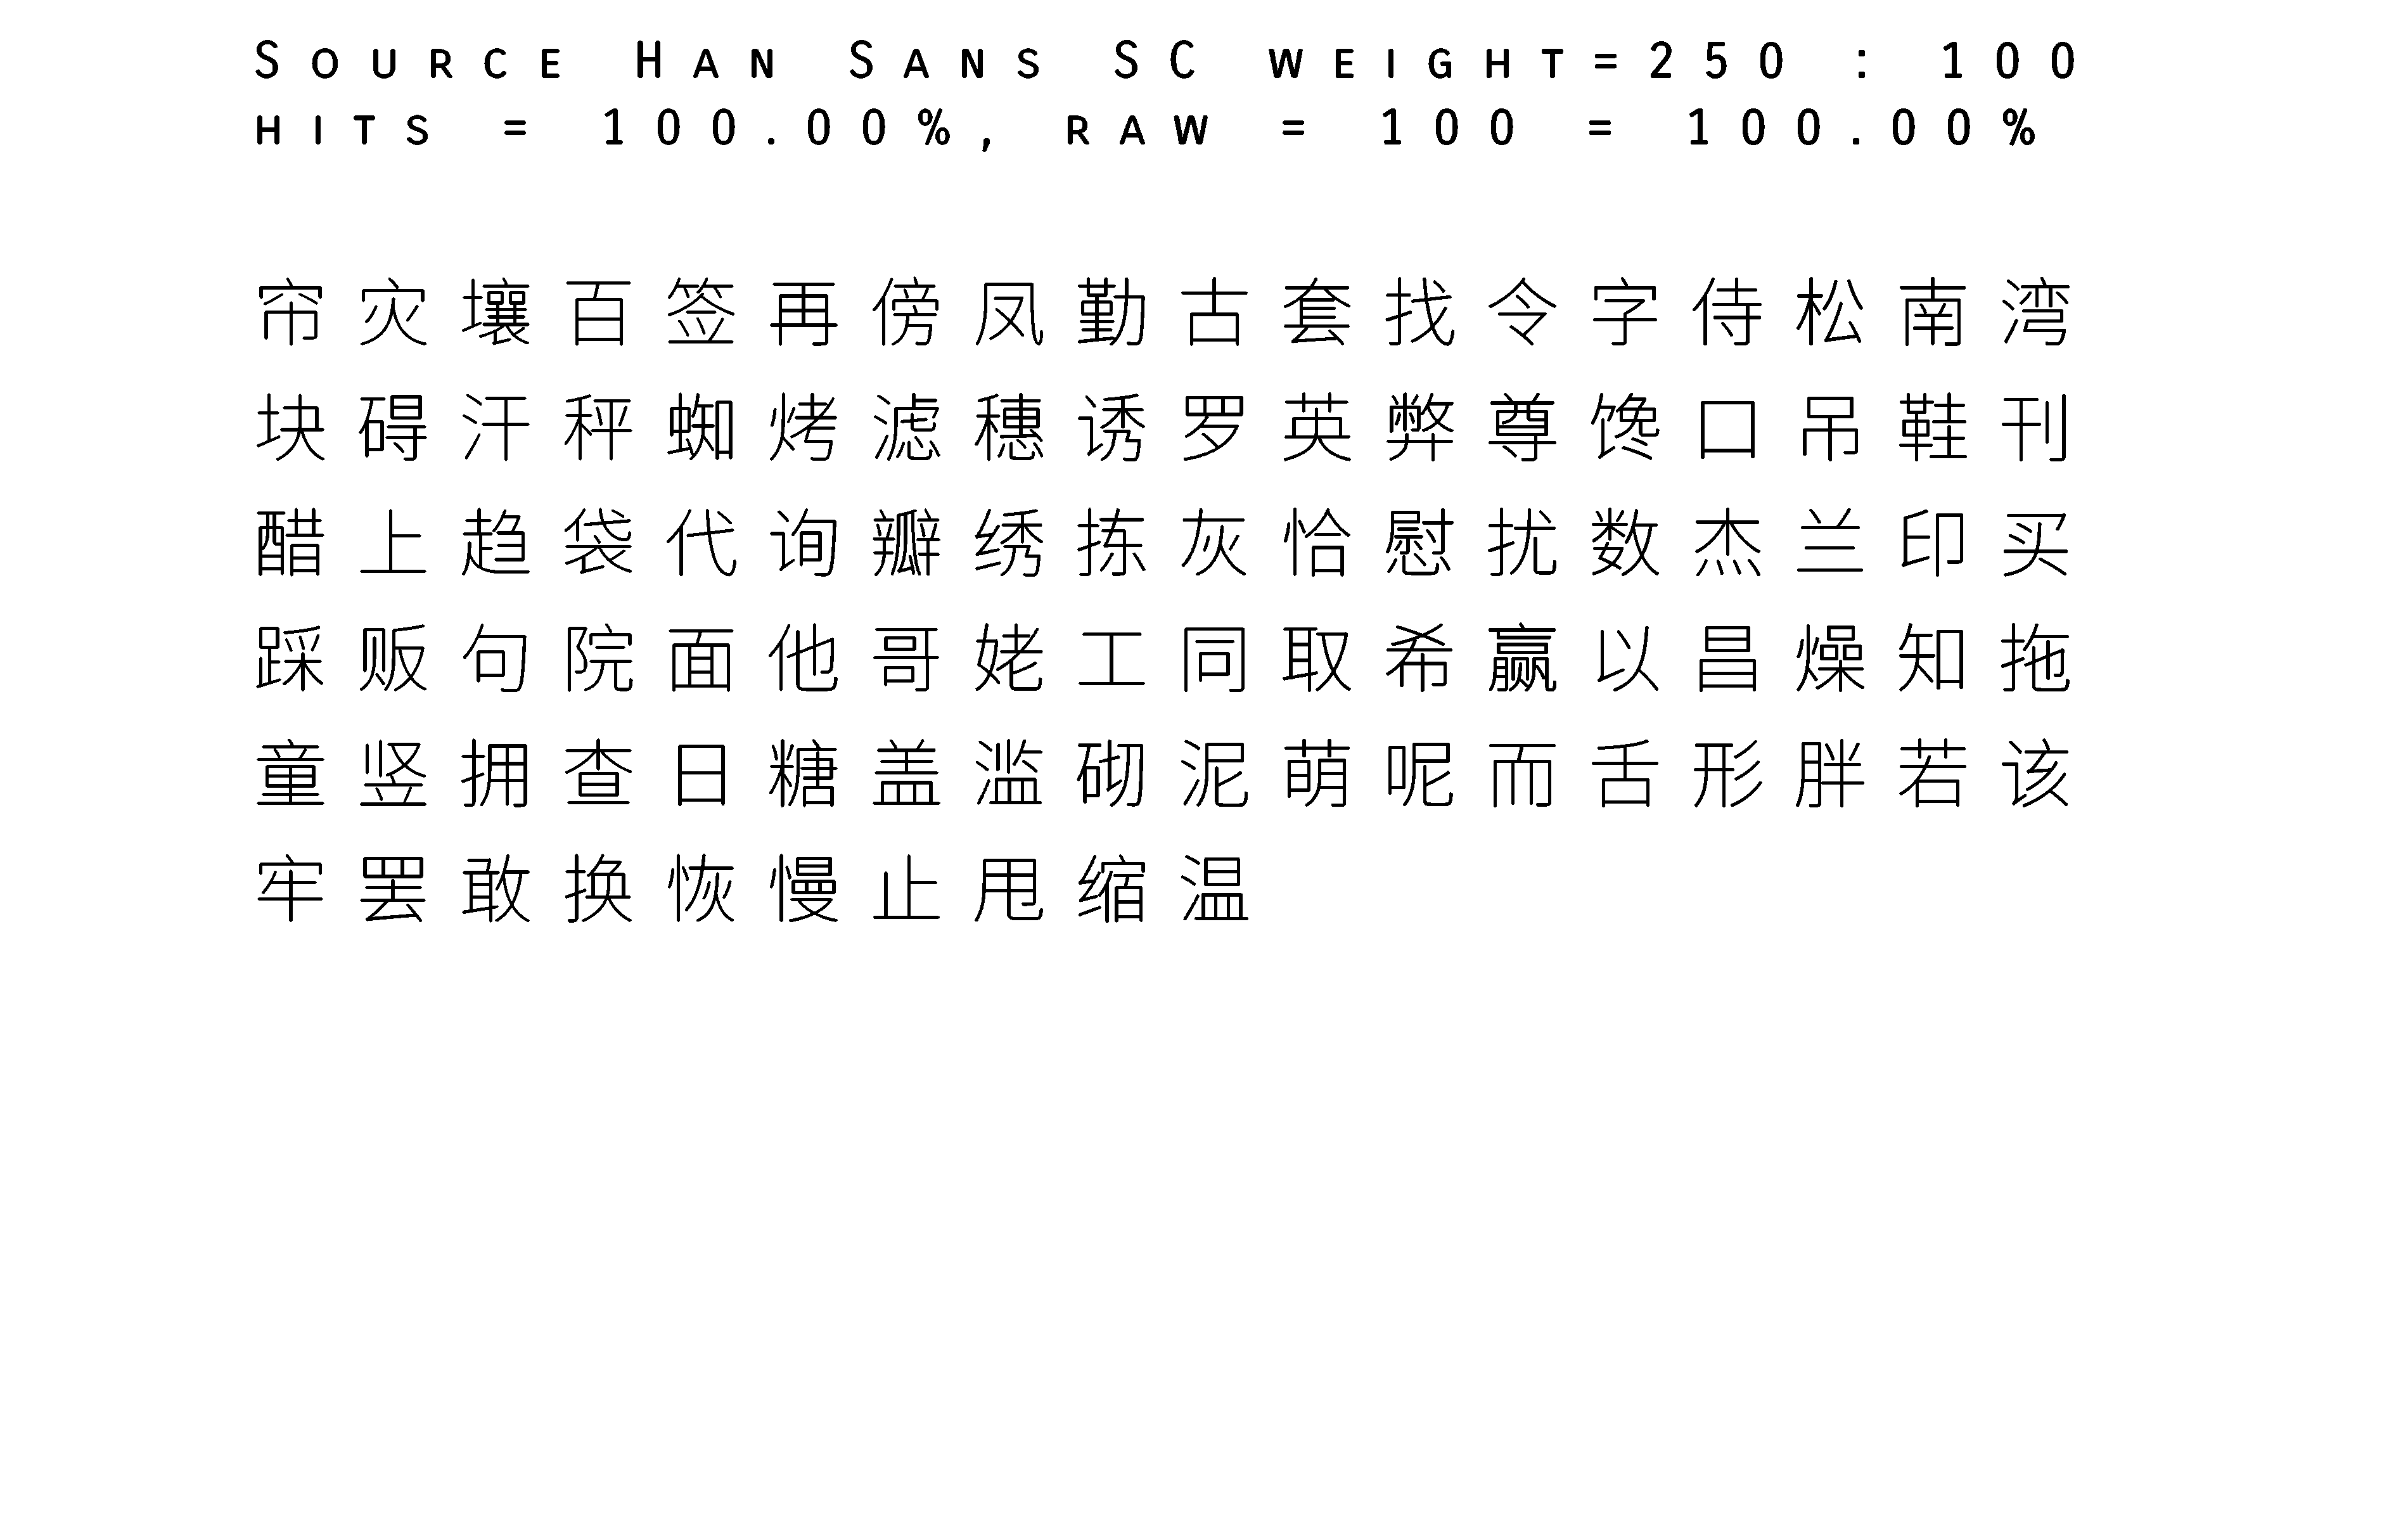 Source Han Sans SC weight=250 : 100
hits = 100.00%, raw = 100 = 100.00%
帘灾壤百签再傍凤勤古套找令字侍松南湾
块碍汗秤蜘烤滤穗诱罗英弊尊馋口吊鞋刊
醋上趋袋代询瓣绣拣灰恰慰扰数杰兰印买
踩贩句院面他哥姥工同取希赢以昌燥知拖
童竖拥查日糖盖滥砌泥萌呢而舌形胖若该
牢罢敢换恢慢止甩缩温